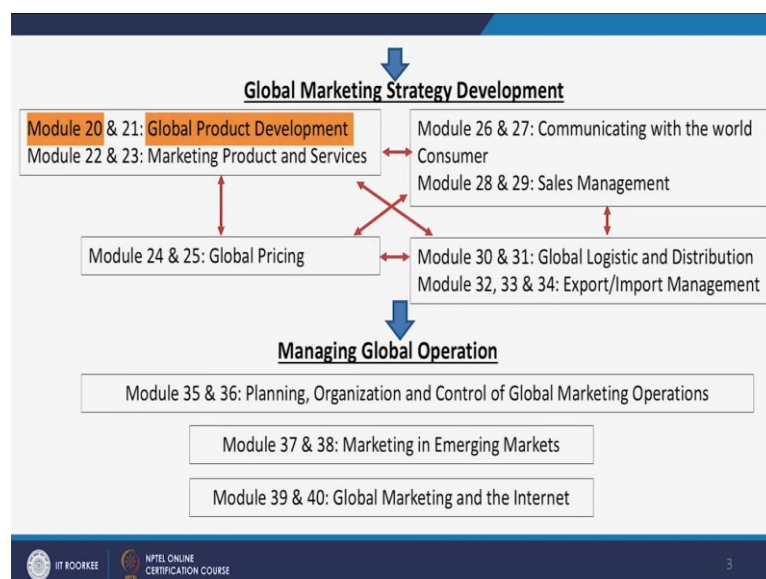 Global Marketing Strategy Development
Module 20 & 21: Global Product Development
Module 22 & 23: Marketing Product and Services
Module 26 & 27: Communicating with the world
Consumer
Module 28 & 29: Sales Management
Module 24 & 25: Global Pricing
Module 30 & 31: Global Logistic and Distribution
Module 32, 33 & 34: Export/Import Management
Managing Global Operation
Module 35 & 36: Planning, Organization and Control of Global Marketing Operations
Module 37 & 38: Marketing in Emerging Markets
Module 39 & 40: Global Marketing and the Internet
IIT ROORKEE
NPTEL ONLINE
CERTIFICATION COURSE
3